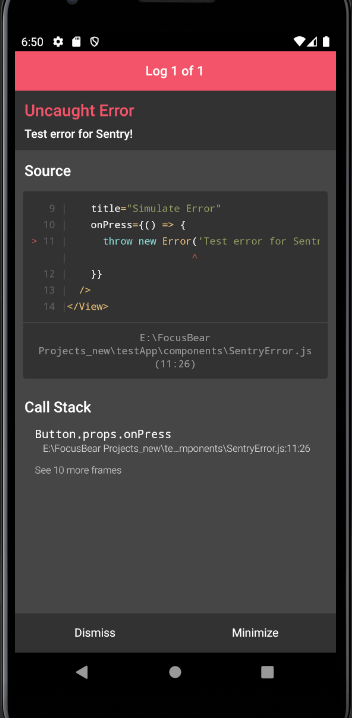 6:50
Log 1 of 1
Uncaught Error
Test error for Sentry!
Source
9 |     title="Simulate Error"
10 |     onPress={() => {
> 11 |       throw new Error('Test error for Sentr
|                      ^
12 |     }}
13 |   />
14 | </View>
E:\FocusBear
Projects_new\testApp\components\SentryError.js
(11:26)
Call Stack
Button.props.onPress
E:\FocusBear Projects_new\te…mponents\SentryError.js:11:26
See 10 more frames
Dismiss
Minimize